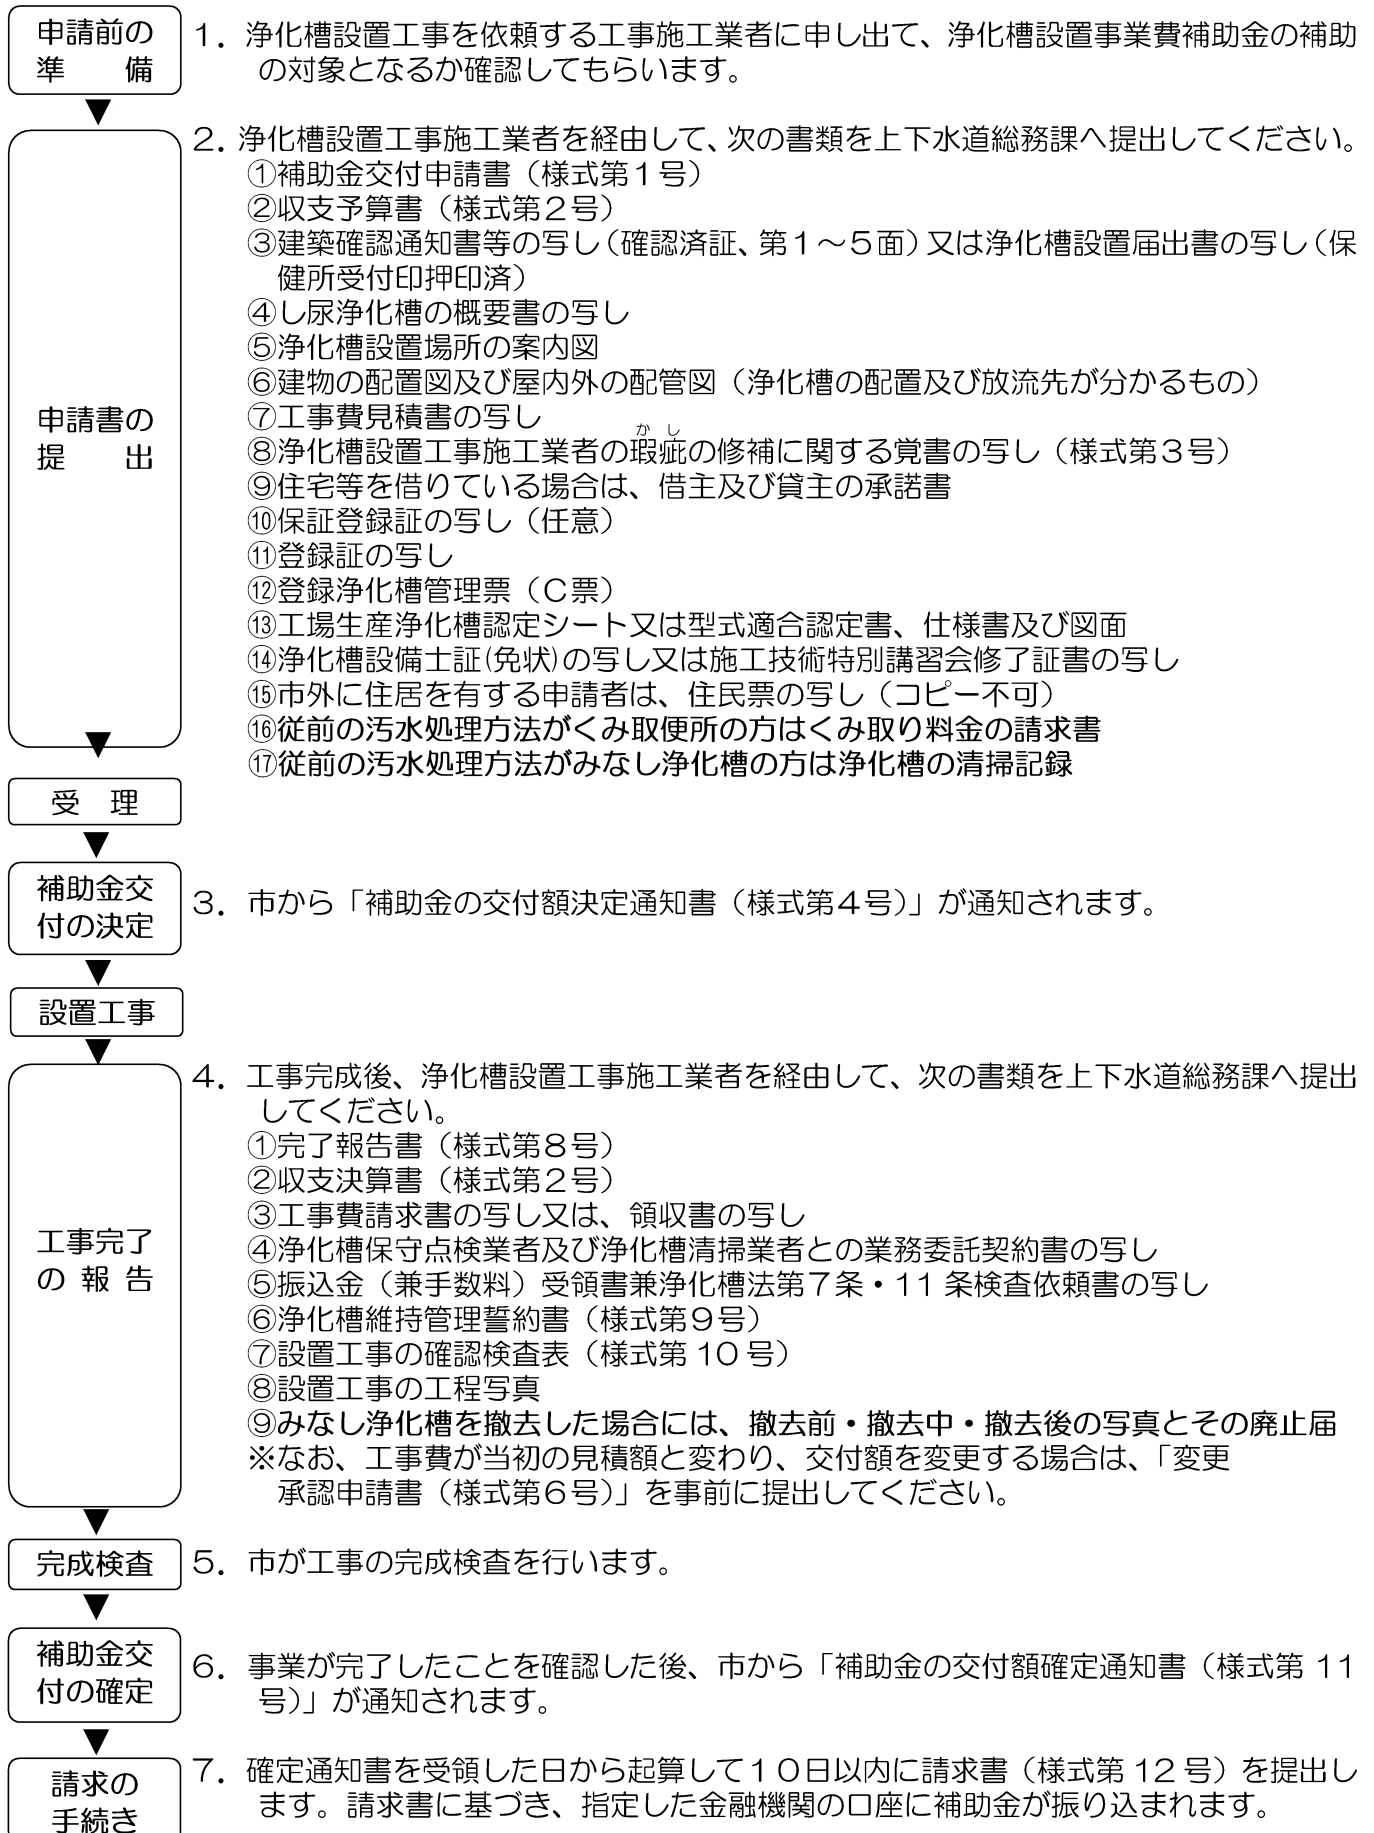 申請前の
準　　備
１．浄化槽設置工事を依頼する工事施工業者に申し出て、浄化槽設置事業費補助金の補助
の対象となるか確認してもらいます。
２．浄化槽設置工事施工業者を経由して、次の書類を上下水道総務課へ提出してください。
①補助金交付申請書（様式第１号）
②収支予算書（様式第２号）
③建築確認通知書等の写し（確認済証、第１～５面）又は浄化槽設置届出書の写し（保
健所受付印押印済）
④し尿浄化槽の概要書の写し
⑤浄化槽設置場所の案内図
⑥建物の配置図及び屋内外の配管図（浄化槽の配置及び放流先が分かるもの）
申請書の
提　　出
⑦工事費見積書の写し
かし
⑧浄化槽設置工事施工業者の瑕疵の修補に関する覚書の写し（様式第３号）
⑨住宅等を借りている場合は、借主及び貸主の承諾書
⑩保証登録証の写し（任意）
⑪登録証の写し
⑫登録浄化槽管理票（Ｃ票）
⑬工場生産浄化槽認定シート又は型式適合認定書、仕様書及び図面
⑭浄化槽設備士証(免状)の写し又は施工技術特別講習会修了証書の写し
⑮市外に住居を有する申請者は、住民票の写し（コピー不可）
⑯従前の汚水処理方法がくみ取便所の方はくみ取り料金の請求書
⑰従前の汚水処理方法がみなし浄化槽の方は浄化槽の清掃記録
受　理
補助金交
付の決定
３．市から「補助金の交付額決定通知書（様式第４号）」が通知されます。
設置工事
４．工事完成後、浄化槽設置工事施工業者を経由して、次の書類を上下水道総務課へ提出
してください。
①完了報告書（様式第８号）
②収支決算書（様式第２号）
③工事費請求書の写し又は、領収書の写し
工事完了
の 報 告
④浄化槽保守点検業者及び浄化槽清掃業者との業務委託契約書の写し
⑤振込金（兼手数料）受領書兼浄化槽法第７条・11 条検査依頼書の写し
⑥浄化槽維持管理誓約書（様式第９号）
⑦設置工事の確認検査表（様式第 10 号）
⑧設置工事の工程写真
⑨みなし浄化槽を撤去した場合には、撤去前・撤去中・撤去後の写真とその廃止届
※なお、工事費が当初の見積額と変わり、交付額を変更する場合は、「変更
承認申請書（様式第６号）」を事前に提出してください。
完成検査
５．市が工事の完成検査を行います。
補助金交
付の確定
６．事業が完了したことを確認した後、市から「補助金の交付額確定通知書（様式第 11
号）」が通知されます。
請求の
手続き
７．確定通知書を受領した日から起算して１０日以内に請求書（様式第 12 号）を提出し
ます。請求書に基づき、指定した金融機関の口座に補助金が振り込まれます。